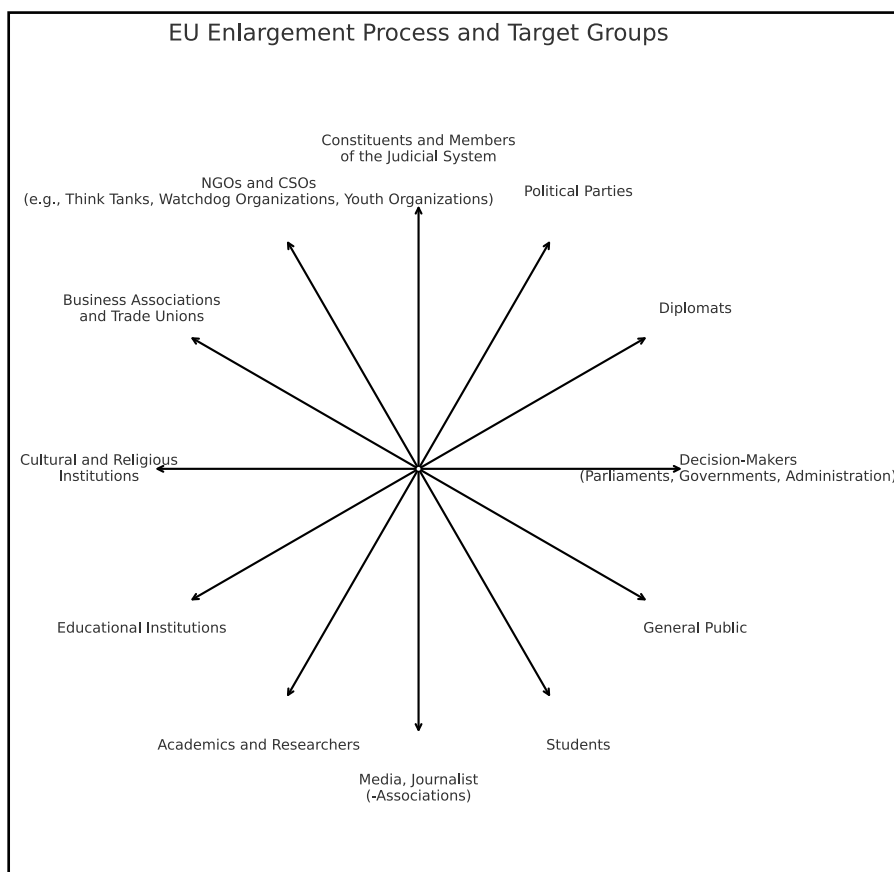 EU Enlargement Process and Target Groups
Constituents and Members
of the Judicial System
NGOs and CSOs
(e.g., Think Tanks, Watchdog Organizations, Youth Organizations)
Political Parties
Business Associations
and Trade Unions
Diplomats
Cultural and Religious
Institutions
Decision-Makers
(Parliaments, Governments, Administration)
Educational Institutions
General Public
Academics and Researchers
Students
Media, Journalist
(-Associations)